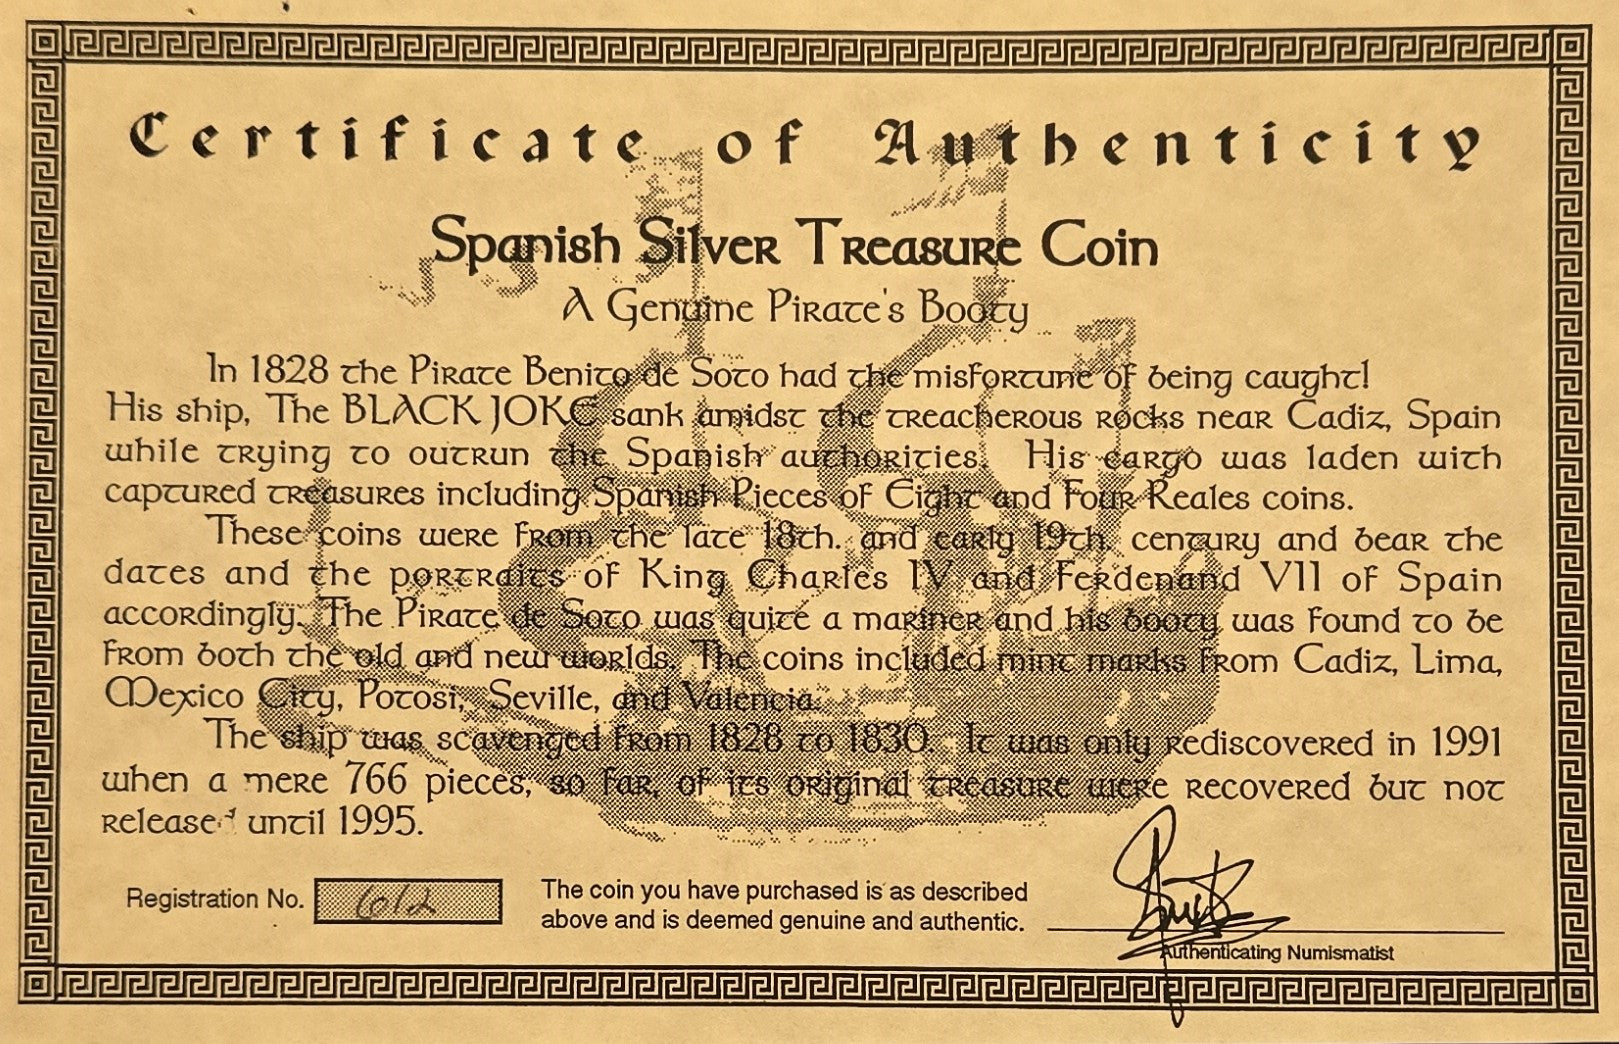 Certificate of Authenticity
Spanish Silver Treasure Coin
A Genuine Pirate's Booty
In 1828 the Pirate Benito de Soto had the misfortune of being caught!
His ship, The BLACK JOKE sank amidst the treacherous rocks near Cadiz, Spain
while trying to outrun the Spanish authorities. His cargo was laden with
captured treasures including Spanish Pieces of Eight and Four Reales coins.
These coins were from the late 18th. and early 19th. century and bear the
dates and the portraits of King Charles IV and Ferdenand VII of Spain
accordingly. The Pirate de Soto was quite a mariner and his booty was found to be
from both the old and new worlds. The coins included mint marks from Cadiz, Lima,
Mexico City, Potosi, Seville, and Valencia.
The ship was scavenged from 1828 to 1830. It was only rediscovered in 1991
when a mere 766 pieces, so far, of its original treasure were recovered but not
released until 1995.
Registration No. 612
The coin you have purchased is as described
above and is deemed genuine and authentic.
Authenticating Numismatist